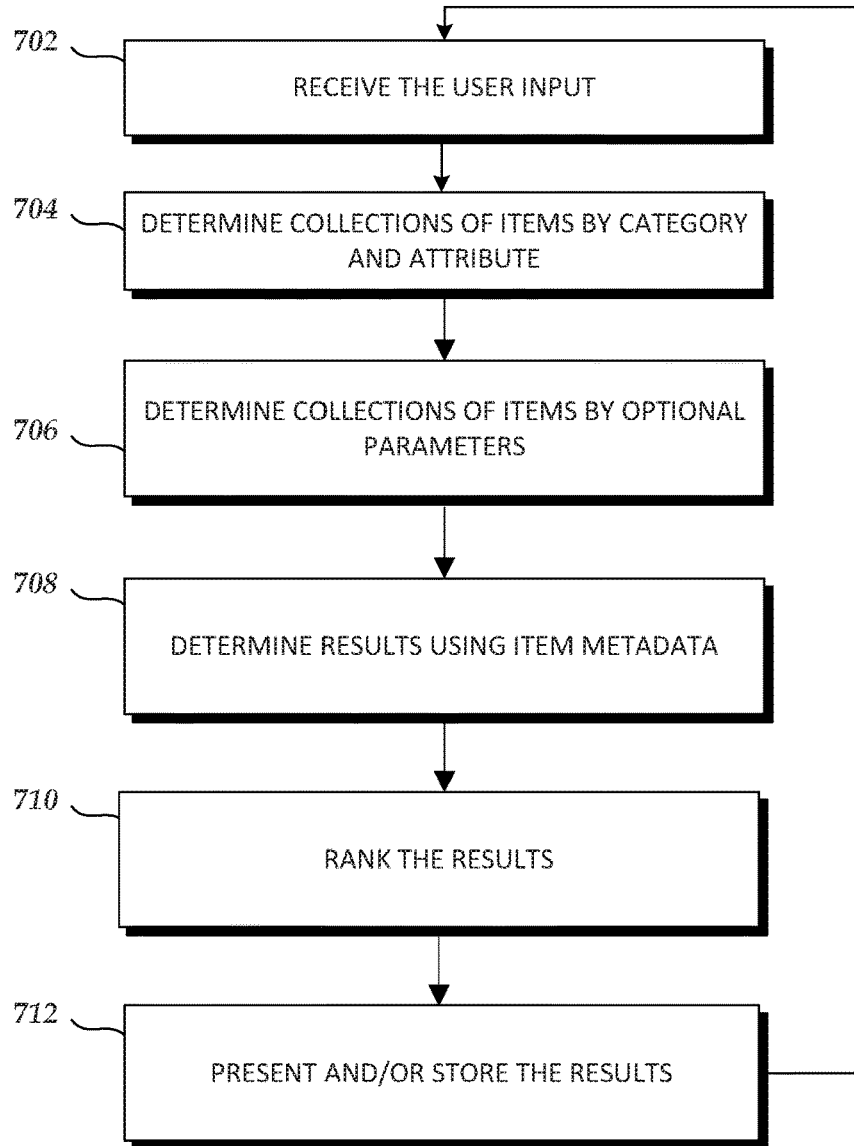 702
RECEIVE THE USER INPUT
704
DETERMINE COLLECTIONS OF ITEMS BY CATEGORY
AND ATTRIBUTE
706
DETERMINE COLLECTIONS OF ITEMS BY OPTIONAL
PARAMETERS
708
DETERMINE RESULTS USING ITEM METADATA
710
RANK THE RESULTS
712
PRESENT AND/OR STORE THE RESULTS